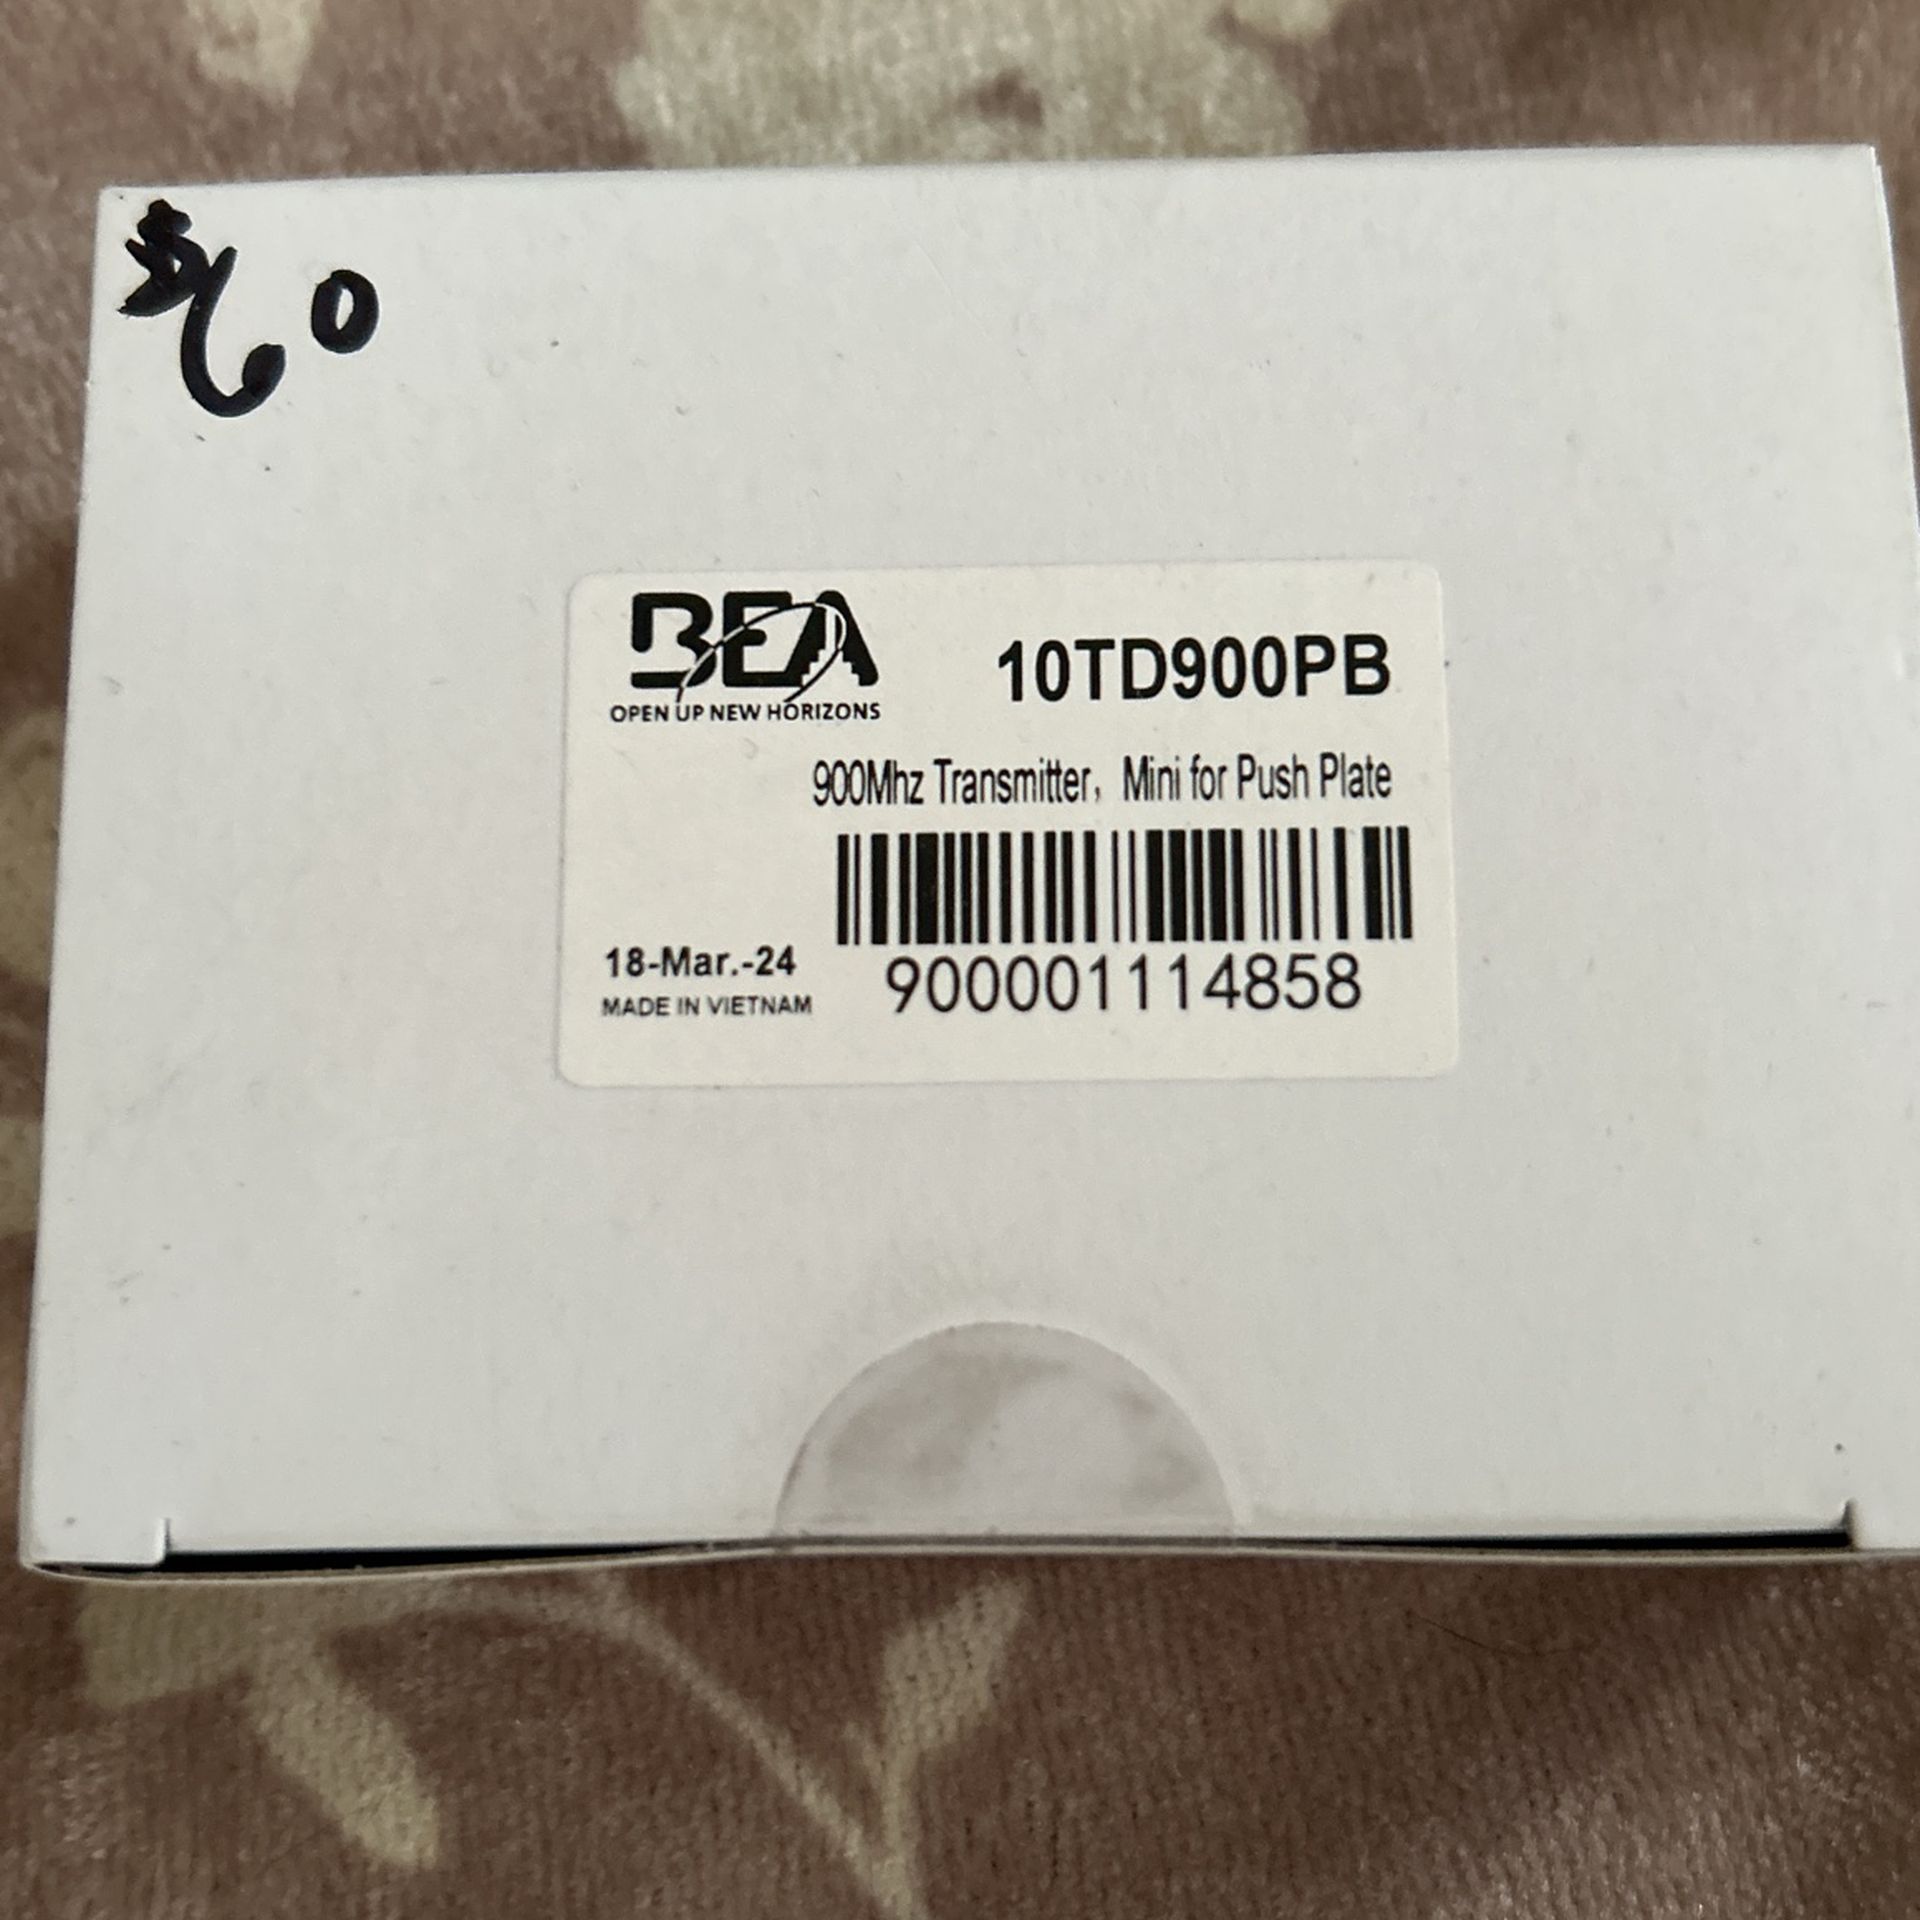 $60
BEA
OPEN UP NEW HORIZONS
10TD900PB
900Mhz Transmitter, Mini for Push Plate
18-Mar.-24
MADE IN VIETNAM
900001114858